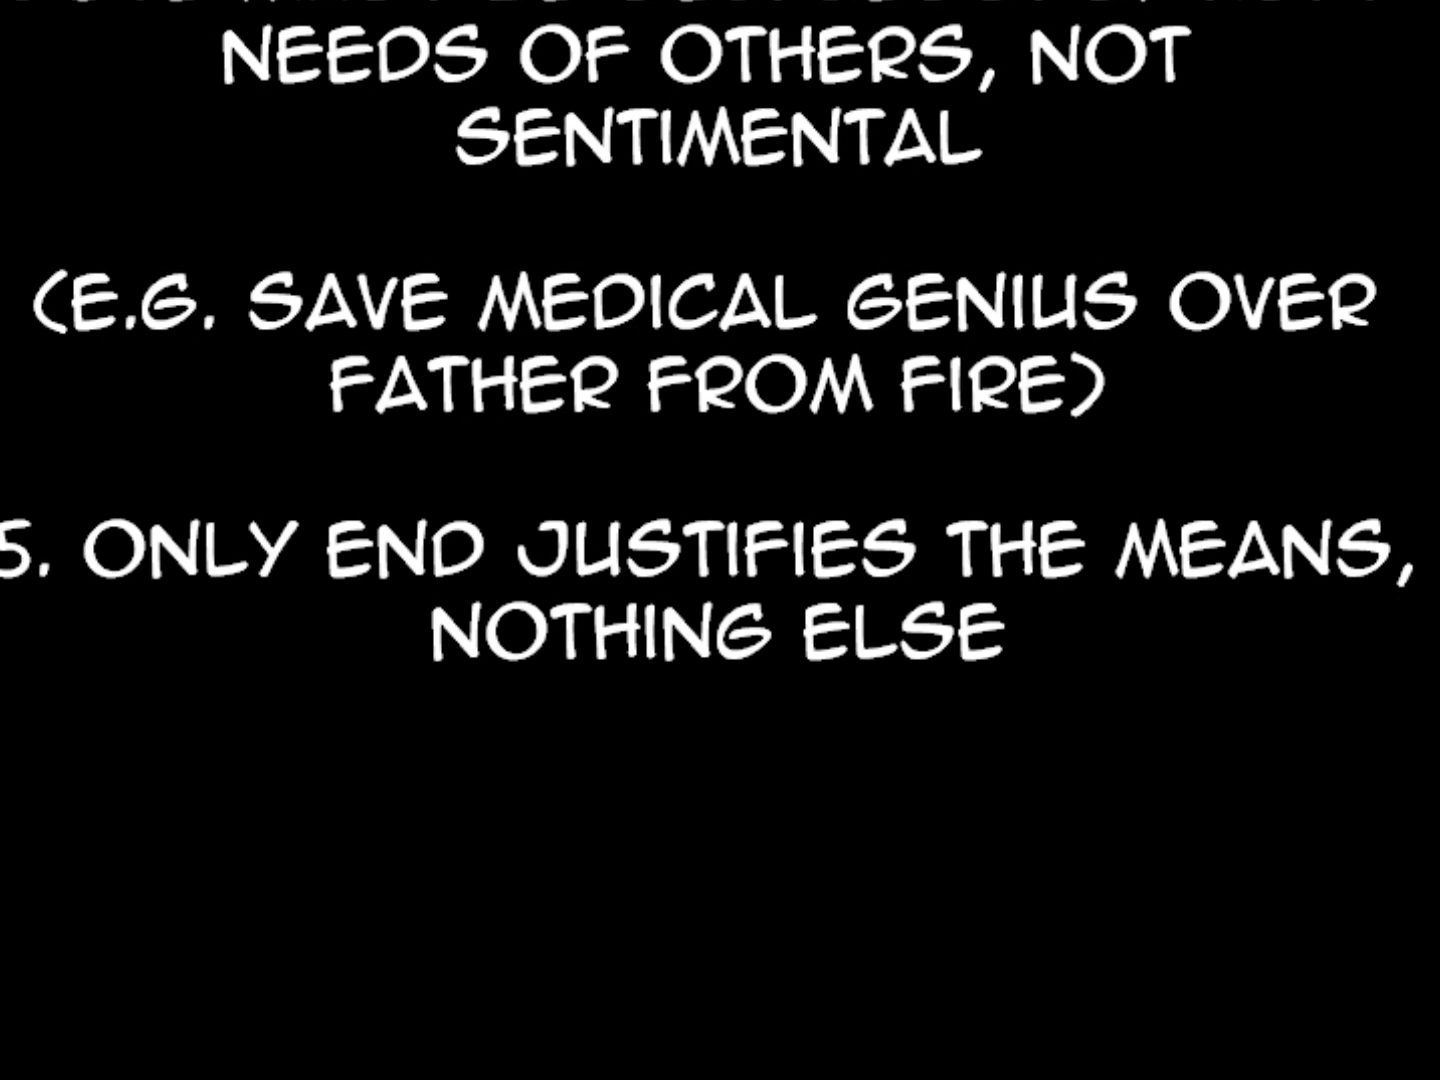 NEEDS OF OTHERS, NOT
SENTIMENTAL
(E.G. SAVE MEDICAL GENIUS OVER
FATHER FROM FIRE)
5. ONLY END JUSTIFIES THE MEANS,
NOTHING ELSE